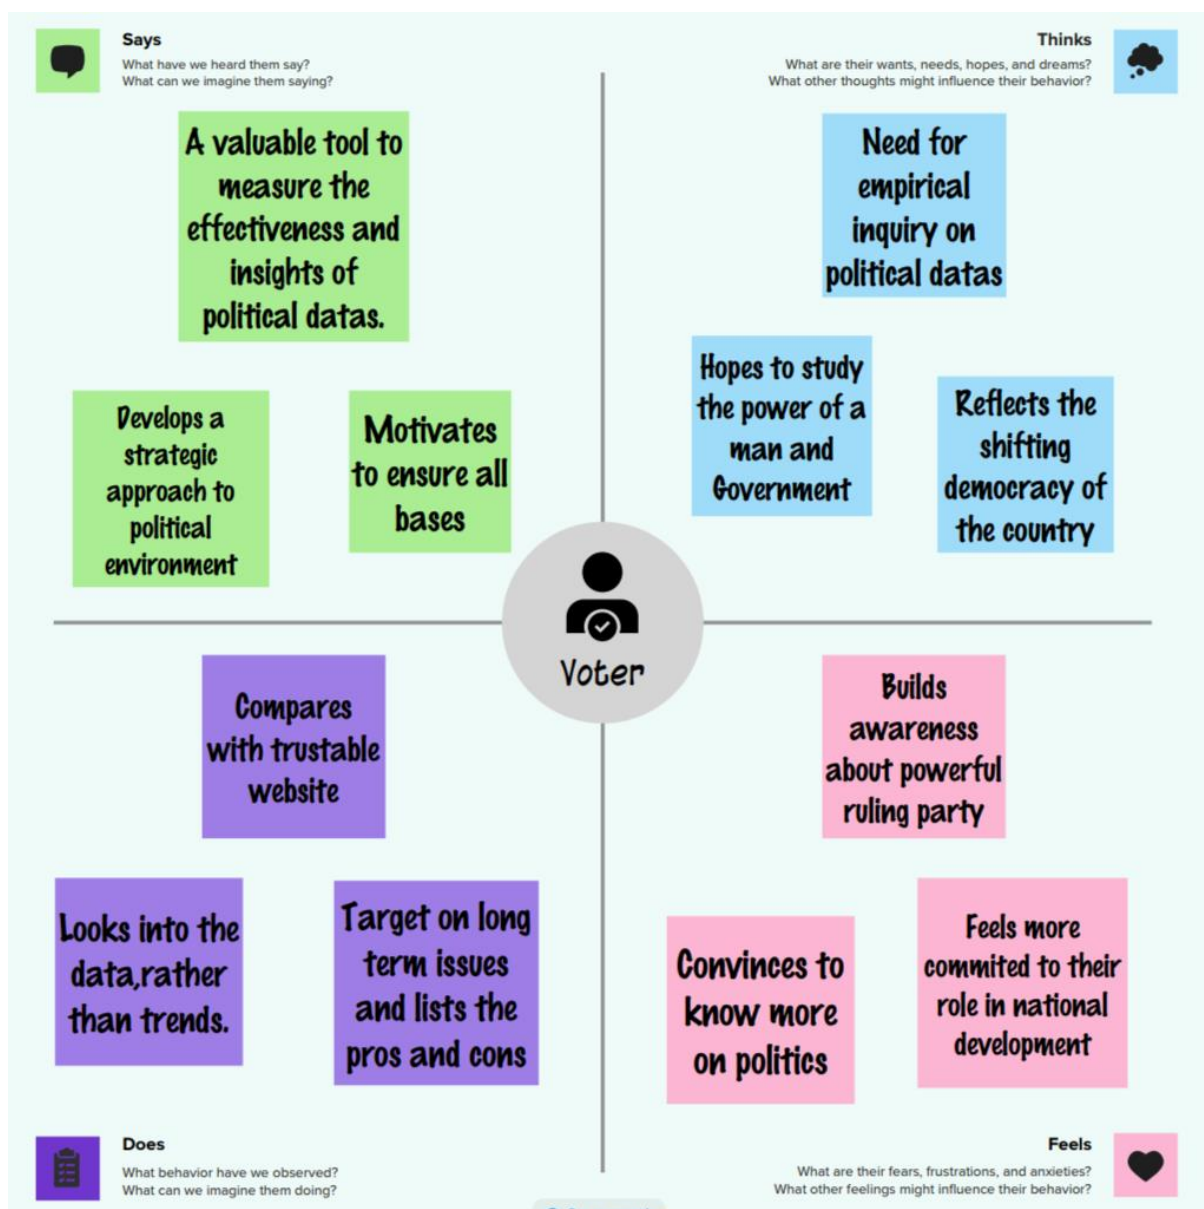 Says
What have we heard them say?
What can we imagine them saying?
Thinks
What are their wants, needs, hopes, and dreams?
What other thoughts might influence their behavior?
A valuable tool to
measure the
effectiveness and
insights of
political datas.
Develops a
strategic
approach to
political
environment
Motivates
to ensure all
bases
Need for
empirical
inquiry on
political datas
Hopes to study
the power of a
man and
Government
Reflects the
shifting
democracy of
the country
Voter
Compares
with trustable
website
Looks into the
data,rather
than trends.
Target on long
term issues
and lists the
pros and cons
Builds
awareness
about powerful
ruling party
Convinces to
know more
on politics
Feels more
commited to their
role in national
development
Does
What behavior have we observed?
What can we imagine them doing?
Feels
What are their fears, frustrations, and anxieties?
What other feelings might influence their behavior?